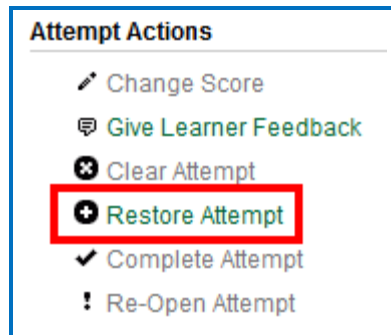 Attempt Actions
Change Score
Give Learner Feedback
Clear Attempt
Restore Attempt
Complete Attempt
Re-Open Attempt